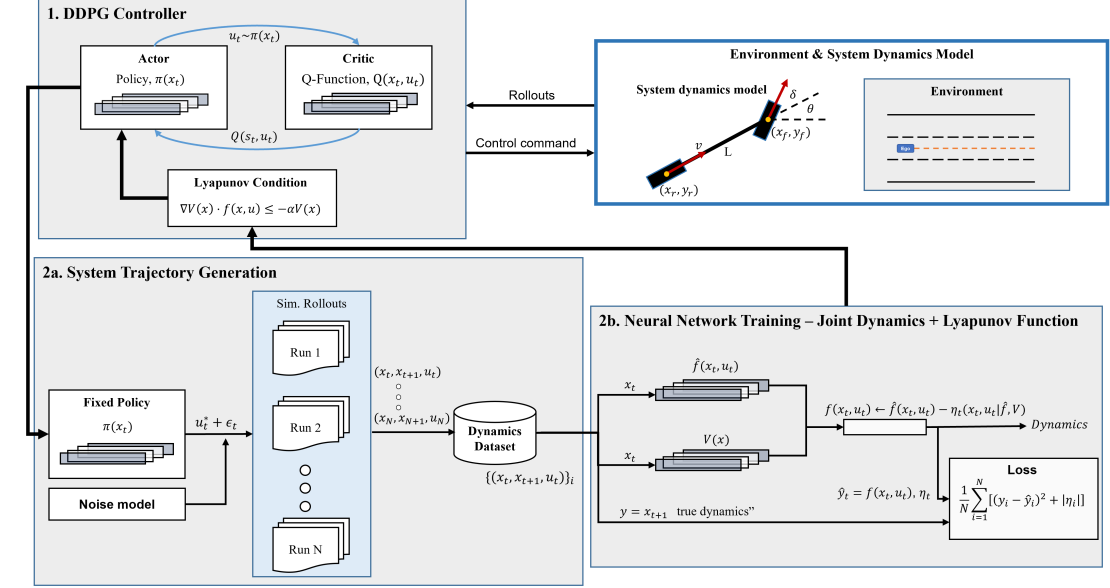 1. DDPG Controller
u_t~π(x_t)
Actor
Policy, π(x_t)
Critic
Q-Function, Q(x_t, u_t)
Q(s_t, u_t)
Lyapunov Condition
∇V(x) · f(x, u) ≤ −αV(x)
Rollouts
Control command
Environment & System Dynamics Model
System dynamics model
δ
θ
(x_f, y_f)
v
L
(x_r, y_r)
Environment
Ego
2a. System Trajectory Generation
Fixed Policy
π(x_t)
Noise model
u_t^* + ϵ_t
Sim. Rollouts
Run 1
Run 2
Run N
(x_t, x_{t+1}, u_t)
(x_N, x_{N+1}, u_N)
Dynamics
Dataset
{(x_t, x_{t+1}, u_t)}_i
2b. Neural Network Training – Joint Dynamics + Lyapunov Function
f̂(x_t, u_t)
x_t
V(x)
x_t
f(x_t, u_t) ← f̂(x_t, u_t) − η_t(x_t, u_t|f̂, V)
Dynamics
ŷ_t = f(x_t, u_t), η_t
y = x_{t+1} true dynamics”
Loss
1/N ∑_{i=1}^{N} [(y_i − ŷ_i)^2 + |η_i|]